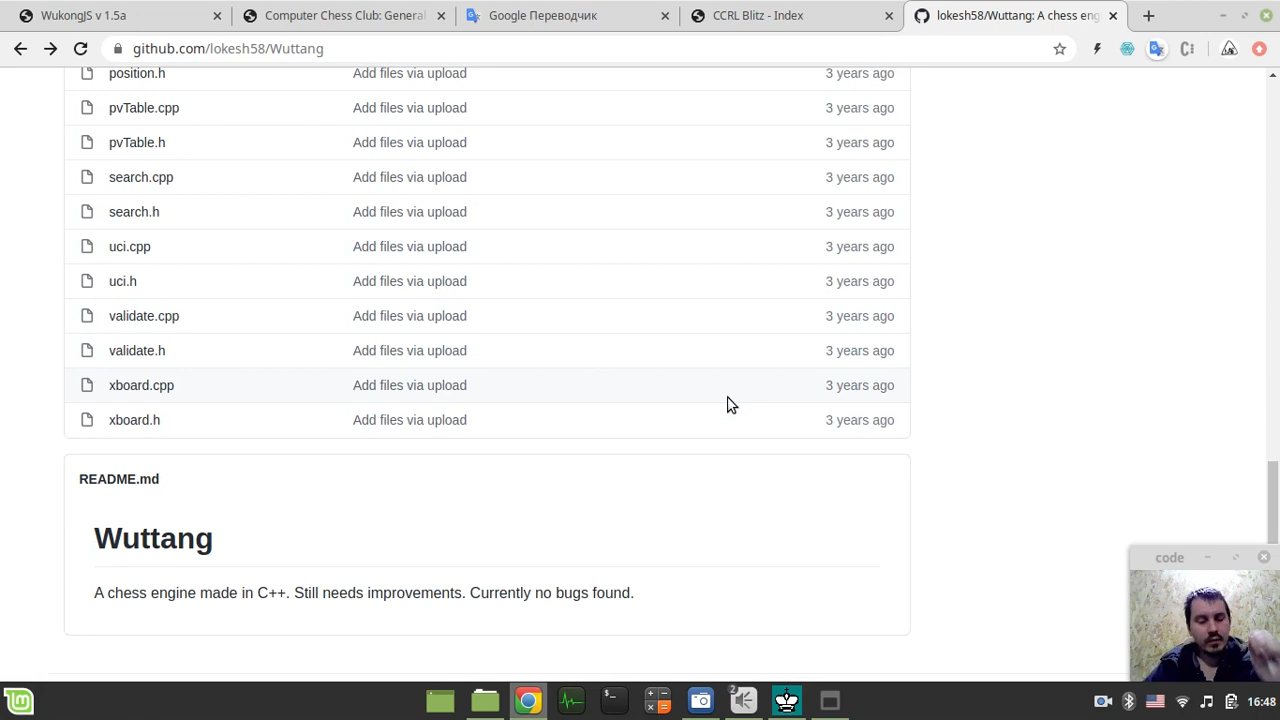 WukongJS v 1.5a
Computer Chess Club: General
Google Переводчик
CCRL Blitz - Index
lokesh58/Wuttang: A chess eng
github.com/lokesh58/Wuttang
position.h Add files via upload 3 years ago
pvTable.cpp Add files via upload 3 years ago
pvTable.h Add files via upload 3 years ago
search.cpp Add files via upload 3 years ago
search.h Add files via upload 3 years ago
uci.cpp Add files via upload 3 years ago
uci.h Add files via upload 3 years ago
validate.cpp Add files via upload 3 years ago
validate.h Add files via upload 3 years ago
xboard.cpp Add files via upload 3 years ago
xboard.h Add files via upload 3 years ago
README.md
Wuttang
code
A chess engine made in C++. Still needs improvements. Currently no bugs found.
2
16:48